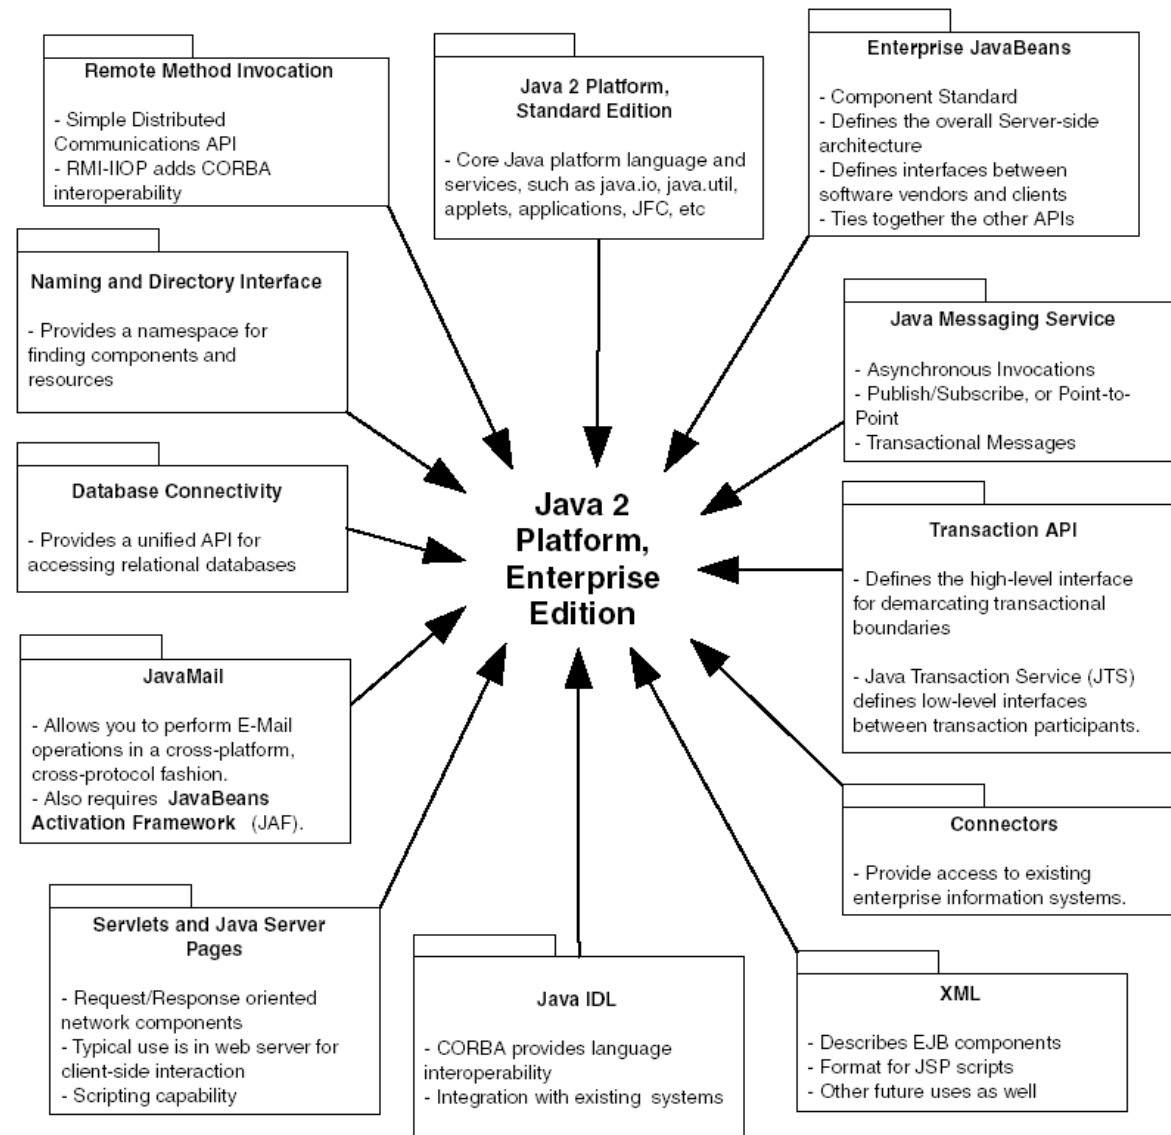 Remote Method Invocation
- Simple Distributed
Communications API
- RMI-IIOP adds CORBA
interoperability
Java 2 Platform,
Standard Edition
- Core Java platform language and
services, such as java.io, java.util,
applets, applications, JFC, etc
Enterprise JavaBeans
- Component Standard
- Defines the overall Server-side
architecture
- Defines interfaces between
software vendors and clients
- Ties together the other APIs
Naming and Directory Interface
- Provides a namespace for
finding components and
resources
Java Messaging Service
- Asynchronous Invocations
- Publish/Subscribe, or Point-to-
Point
- Transactional Messages
Database Connectivity
- Provides a unified API for
accessing relational databases
Java 2
Platform,
Enterprise
Edition
Transaction API
- Defines the high-level interface
for demarcating transactional
boundaries
- Java Transaction Service (JTS)
defines low-level interfaces
between transaction participants.
JavaMail
- Allows you to perform E-Mail
operations in a cross-platform,
cross-protocol fashion.
- Also requires JavaBeans
Activation Framework (JAF).
Connectors
- Provide access to existing
enterprise information systems.
Servlets and Java Server
Pages
- Request/Response oriented
network components
- Typical use is in web server for
client-side interaction
- Scripting capability
Java IDL
- CORBA provides language
interoperability
- Integration with existing systems
XML
- Describes EJB components
- Format for JSP scripts
- Other future uses as well